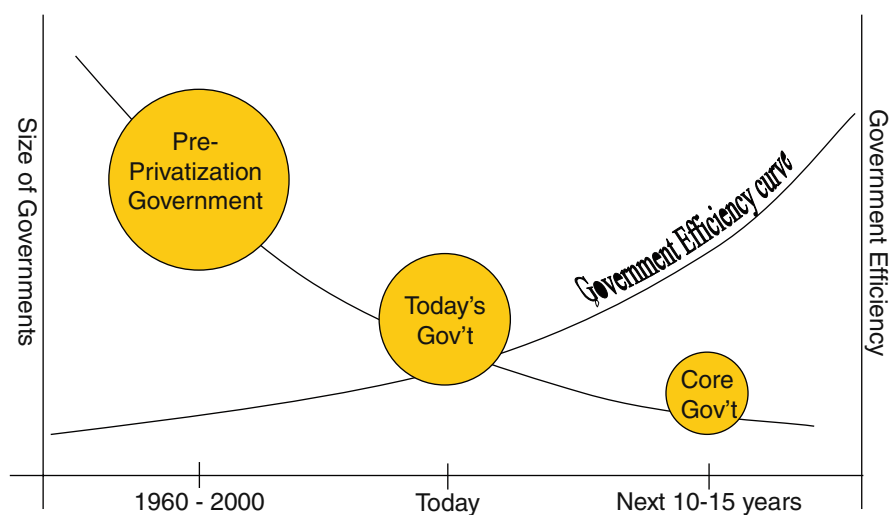 Size of Governments
Pre-
Privatization
Government
Today's
Gov't
Government Efficiency curve
Core
Gov't
Government Efficiency
1960 - 2000
Today
Next 10-15 years